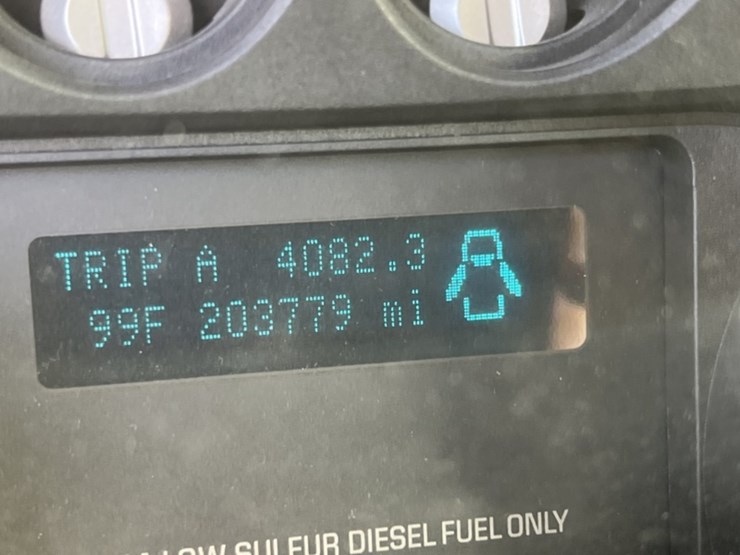 TRIP A 4082.3
99F 203779 mi
LOW SULFUR DIESEL FUEL ONLY